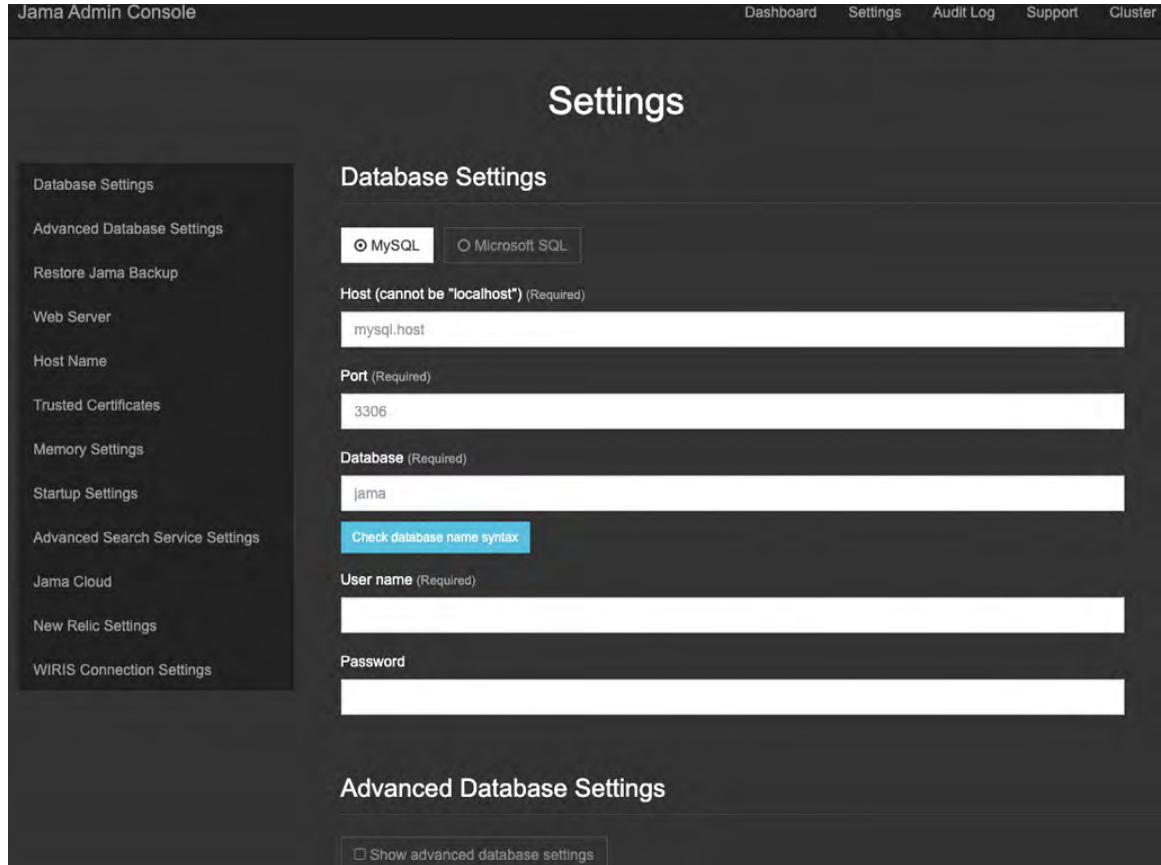 Jama Admin Console
Dashboard Settings Audit Log Support Cluster
Settings
Database Settings
Advanced Database Settings
Restore Jama Backup
Web Server
Host Name
Trusted Certificates
Memory Settings
Startup Settings
Advanced Search Service Settings
Jama Cloud
New Relic Settings
WIRIS Connection Settings
Database Settings
MySQL Microsoft SQL
Host (cannot be "localhost") (Required)
mysql.host
Port (Required)
3306
Database (Required)
jama
Check database name syntax
User name (Required)
Password
Advanced Database Settings
Show advanced database settings